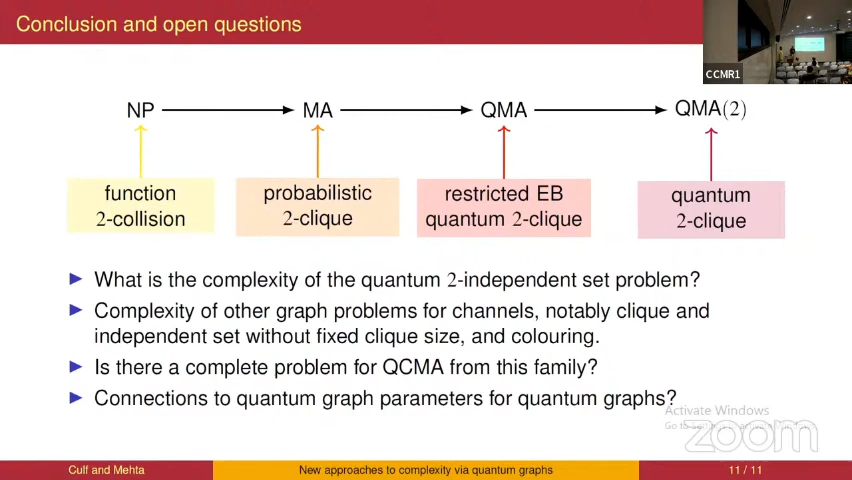 Conclusion and open questions
CCMR1
NP
MA
QMA
QMA(2)
function
2-collision
probabilistic
2-clique
restricted EB
quantum 2-clique
quantum
2-clique
What is the complexity of the quantum 2-independent set problem?
Complexity of other graph problems for channels, notably clique and
independent set without fixed clique size, and colouring.
Is there a complete problem for QCMA from this family?
Connections to quantum graph parameters for quantum graphs?
Activate Windows
zoom
Culf and Mehta
New approaches to complexity via quantum graphs
11 / 11